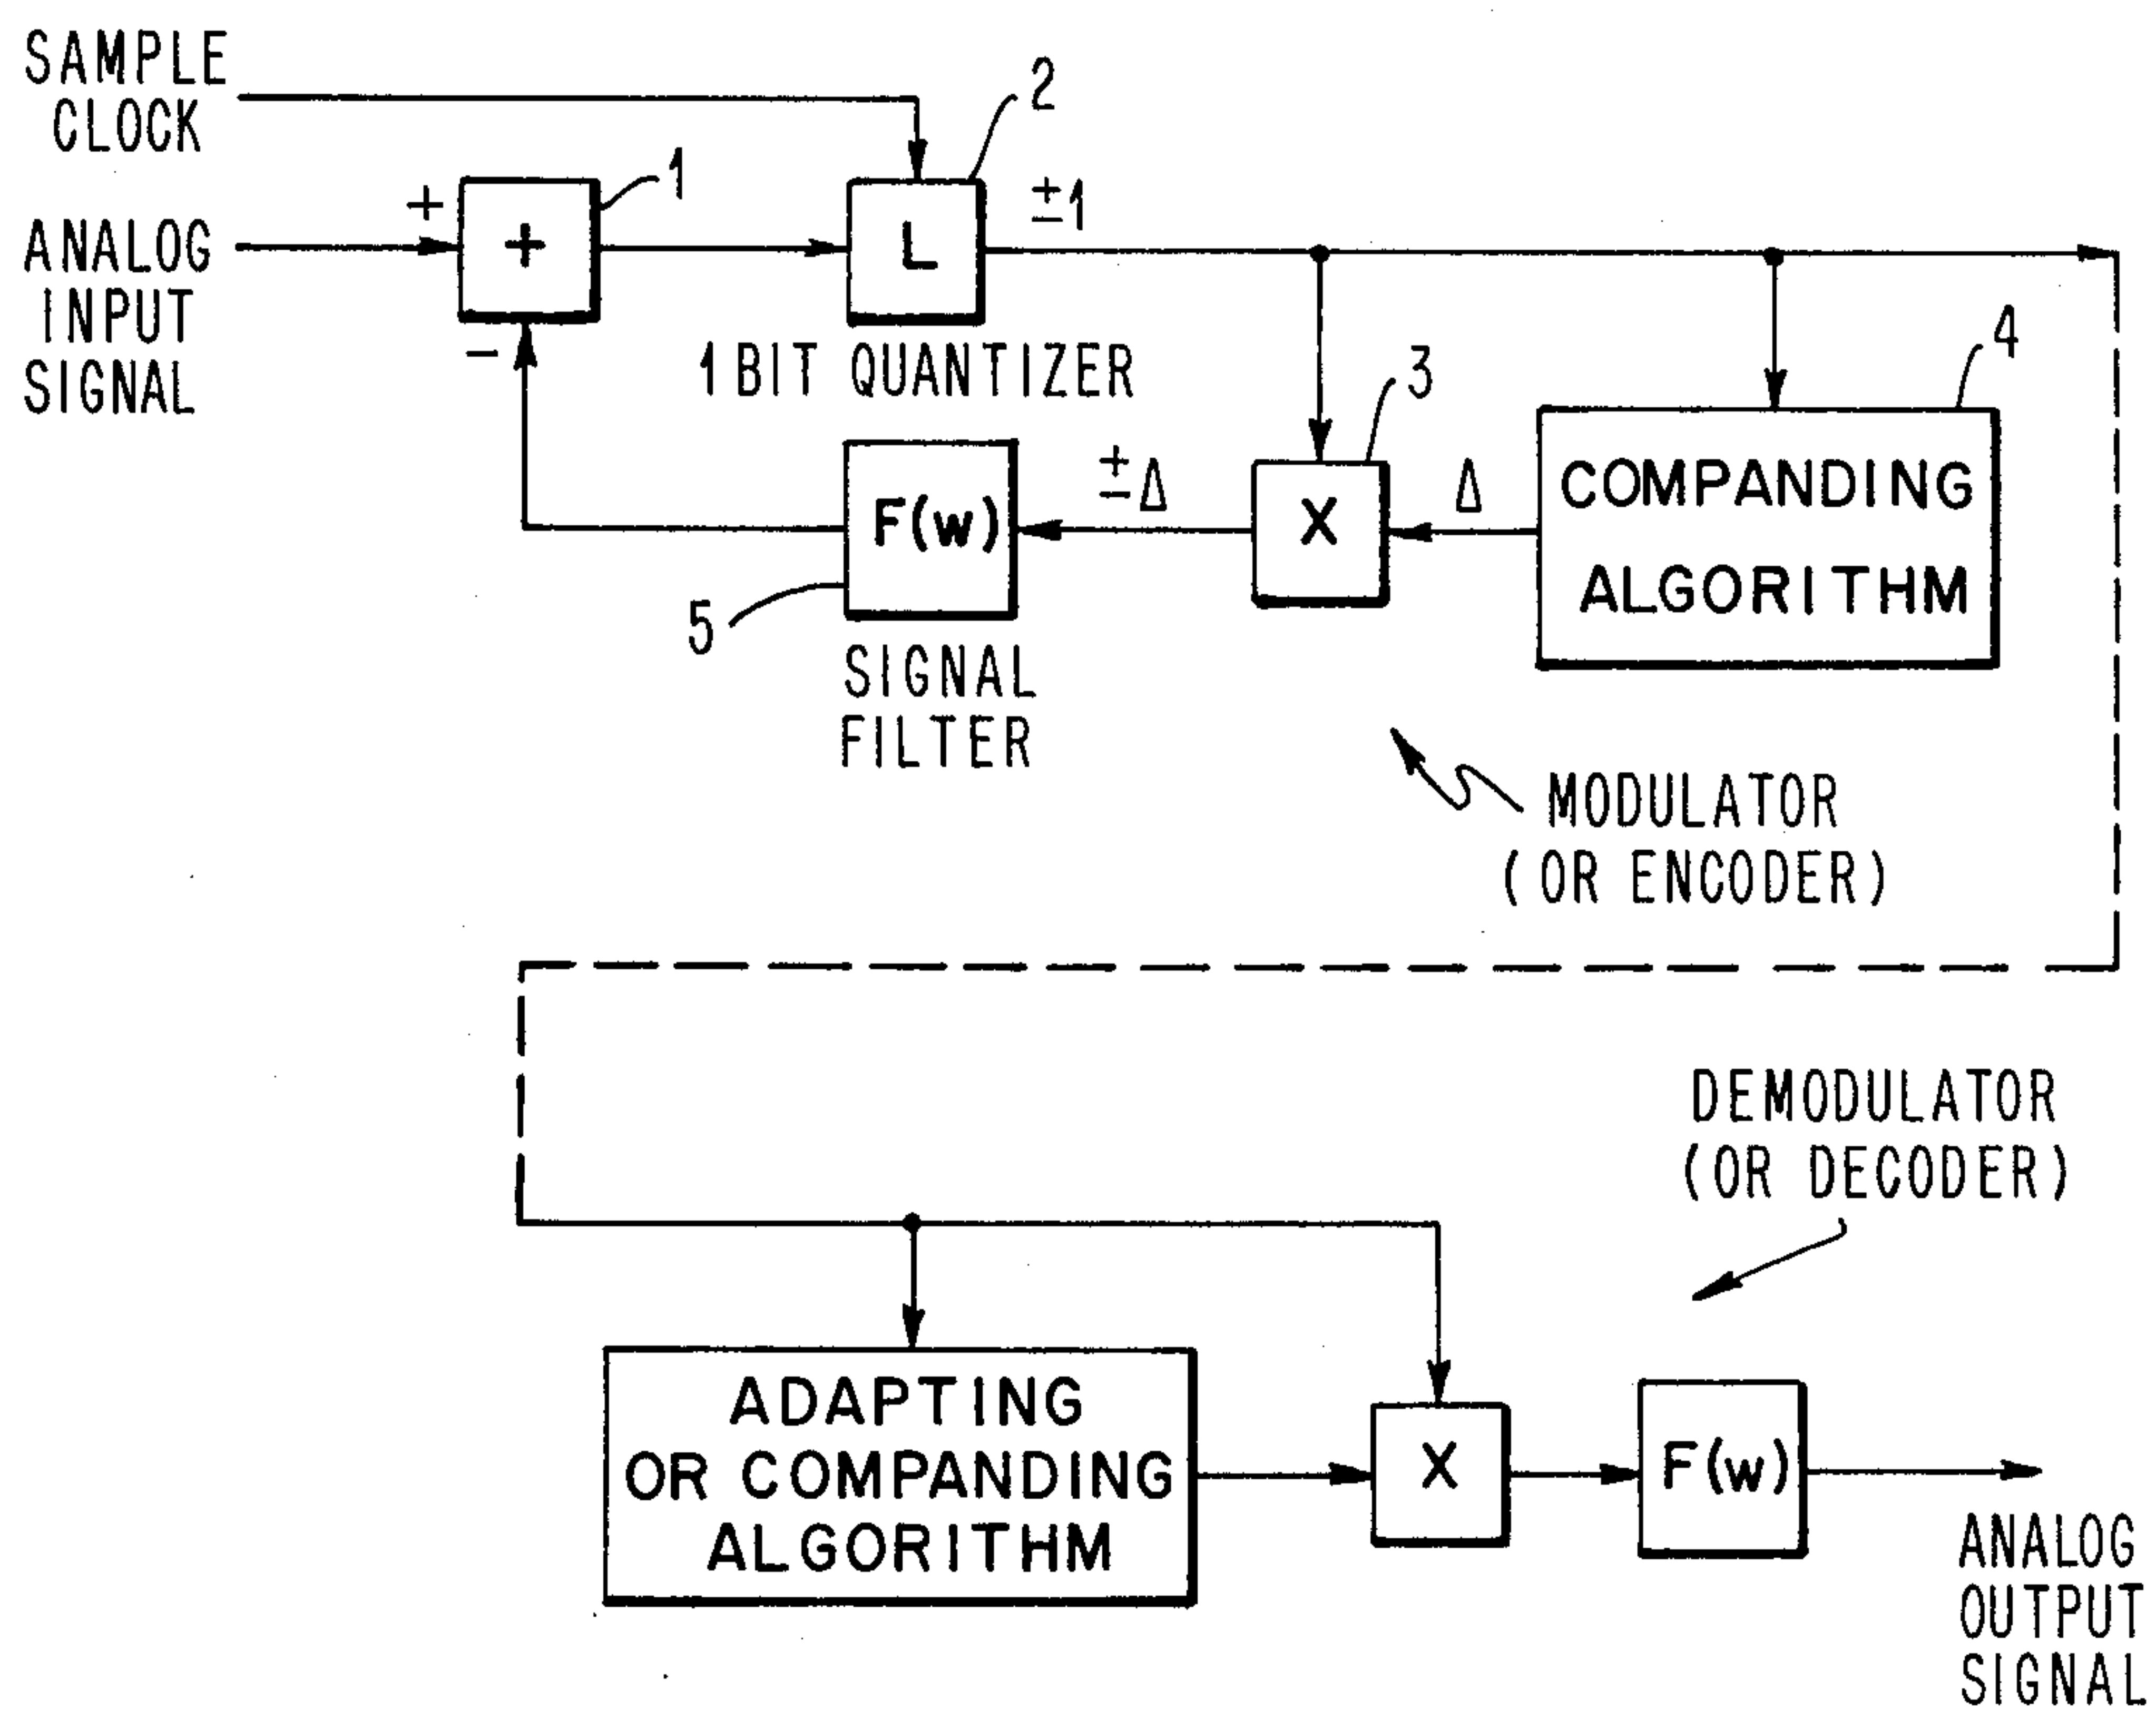 SAMPLE
CLOCK
2
1
±1
+
+
L
ANALOG
INPUT
SIGNAL
-
1 BIT QUANTIZER
3
4
5
F(w)
±Δ
X
Δ
COMPANDING
ALGORITHM
SIGNAL
FILTER
MODULATOR
(OR ENCODER)
DEMODULATOR
(OR DECODER)
ADAPTING
OR COMPANDING
ALGORITHM
X
F(w)
ANALOG
OUTPUT
SIGNAL